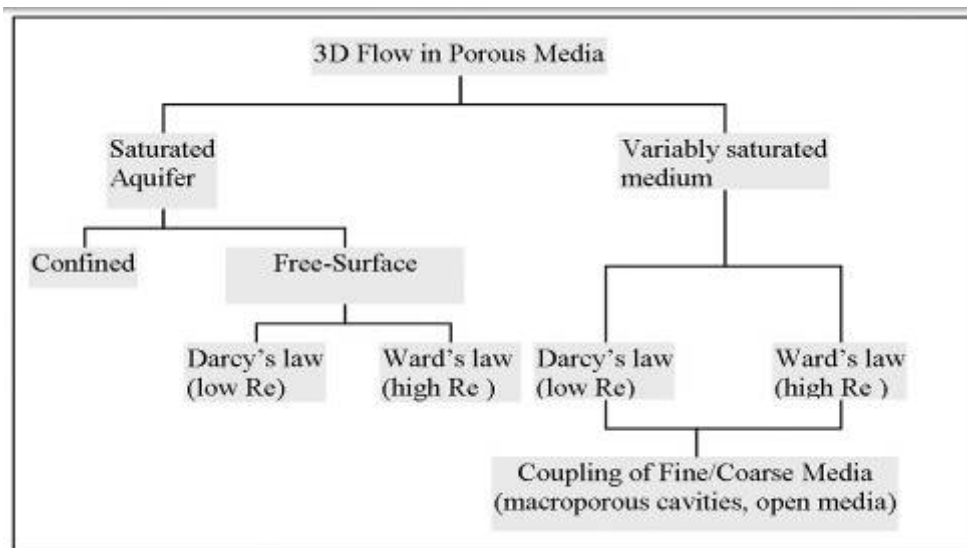 3D Flow in Porous Media
Saturated
Aquifer
Variably saturated
medium
Confined
Free-Surface
Darcy's law
(low Re)
Ward's law
(high Re )
Darcy's law
(low Re)
Ward's law
(high Re )
Coupling of Fine/Coarse Media
(macroporous cavities, open media)